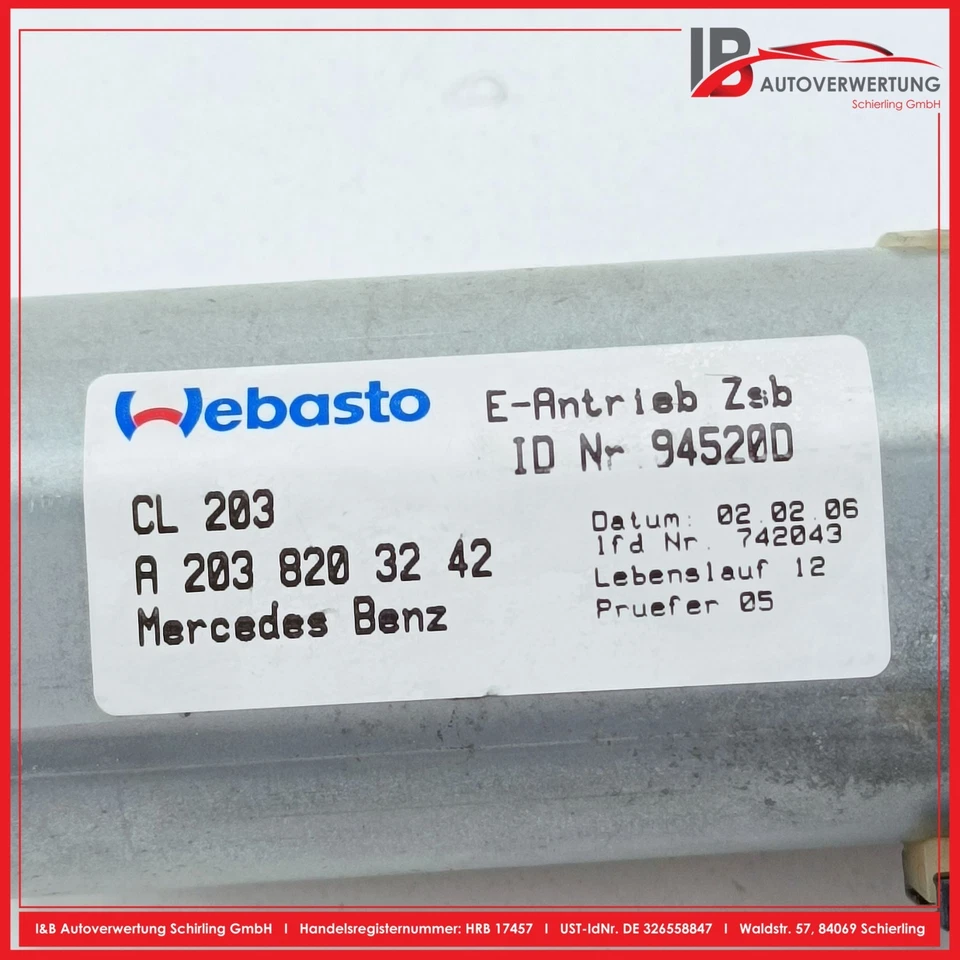 IB
AUTOVERWERTUNG
Schierling GmbH
Webasto
E-Antrieb Zsb
ID Nr 94520D
CL 203
A 203 820 32 42
Mercedes Benz
Datum: 02.02.06
lfd Nr. 742043
Lebenslauf 12
Pruefer 05
I&B Autoverwertung Schirling GmbH I Handelsregisternummer: HRB 17457 I UST-IdNr. DE 326558847 I Waldstr. 57, 84069 Schierling